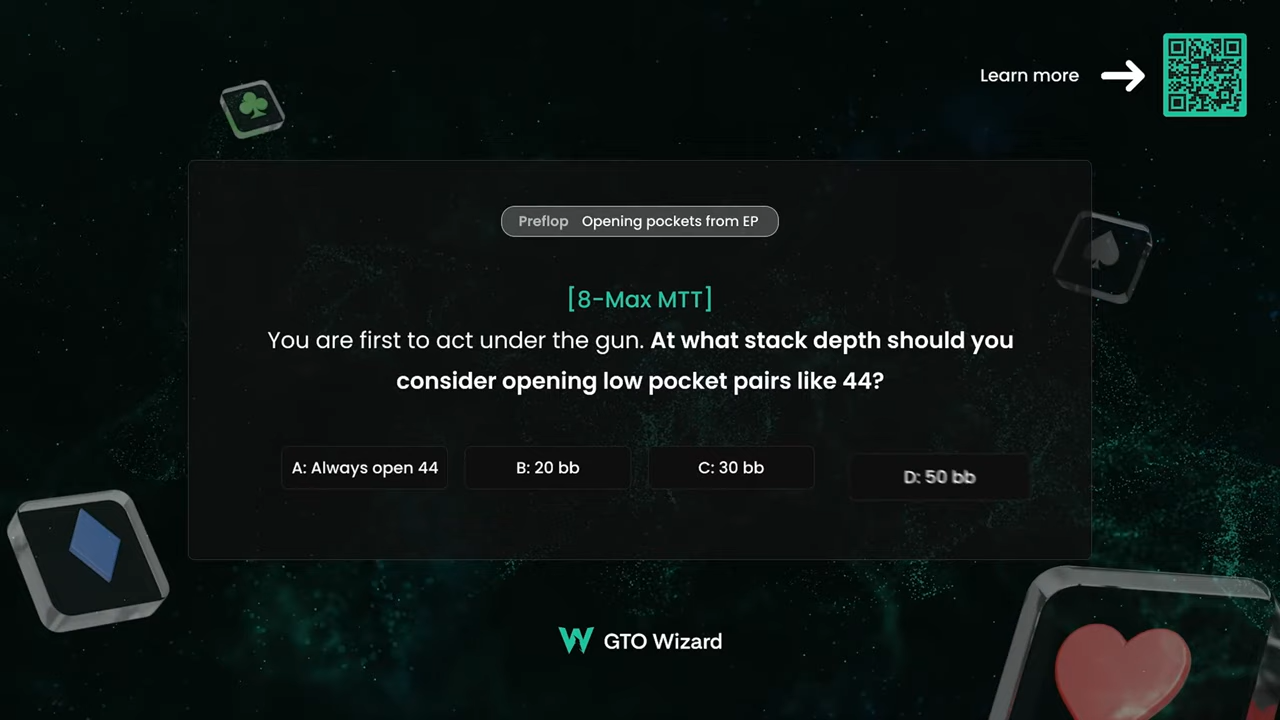 Learn more
Preflop Opening pockets from EP
[8-Max MTT]
You are first to act under the gun. At what stack depth should you
consider opening low pocket pairs like 44?
A: Always open 44
B: 20 bb
C: 30 bb
D: 50 bb
GTO Wizard